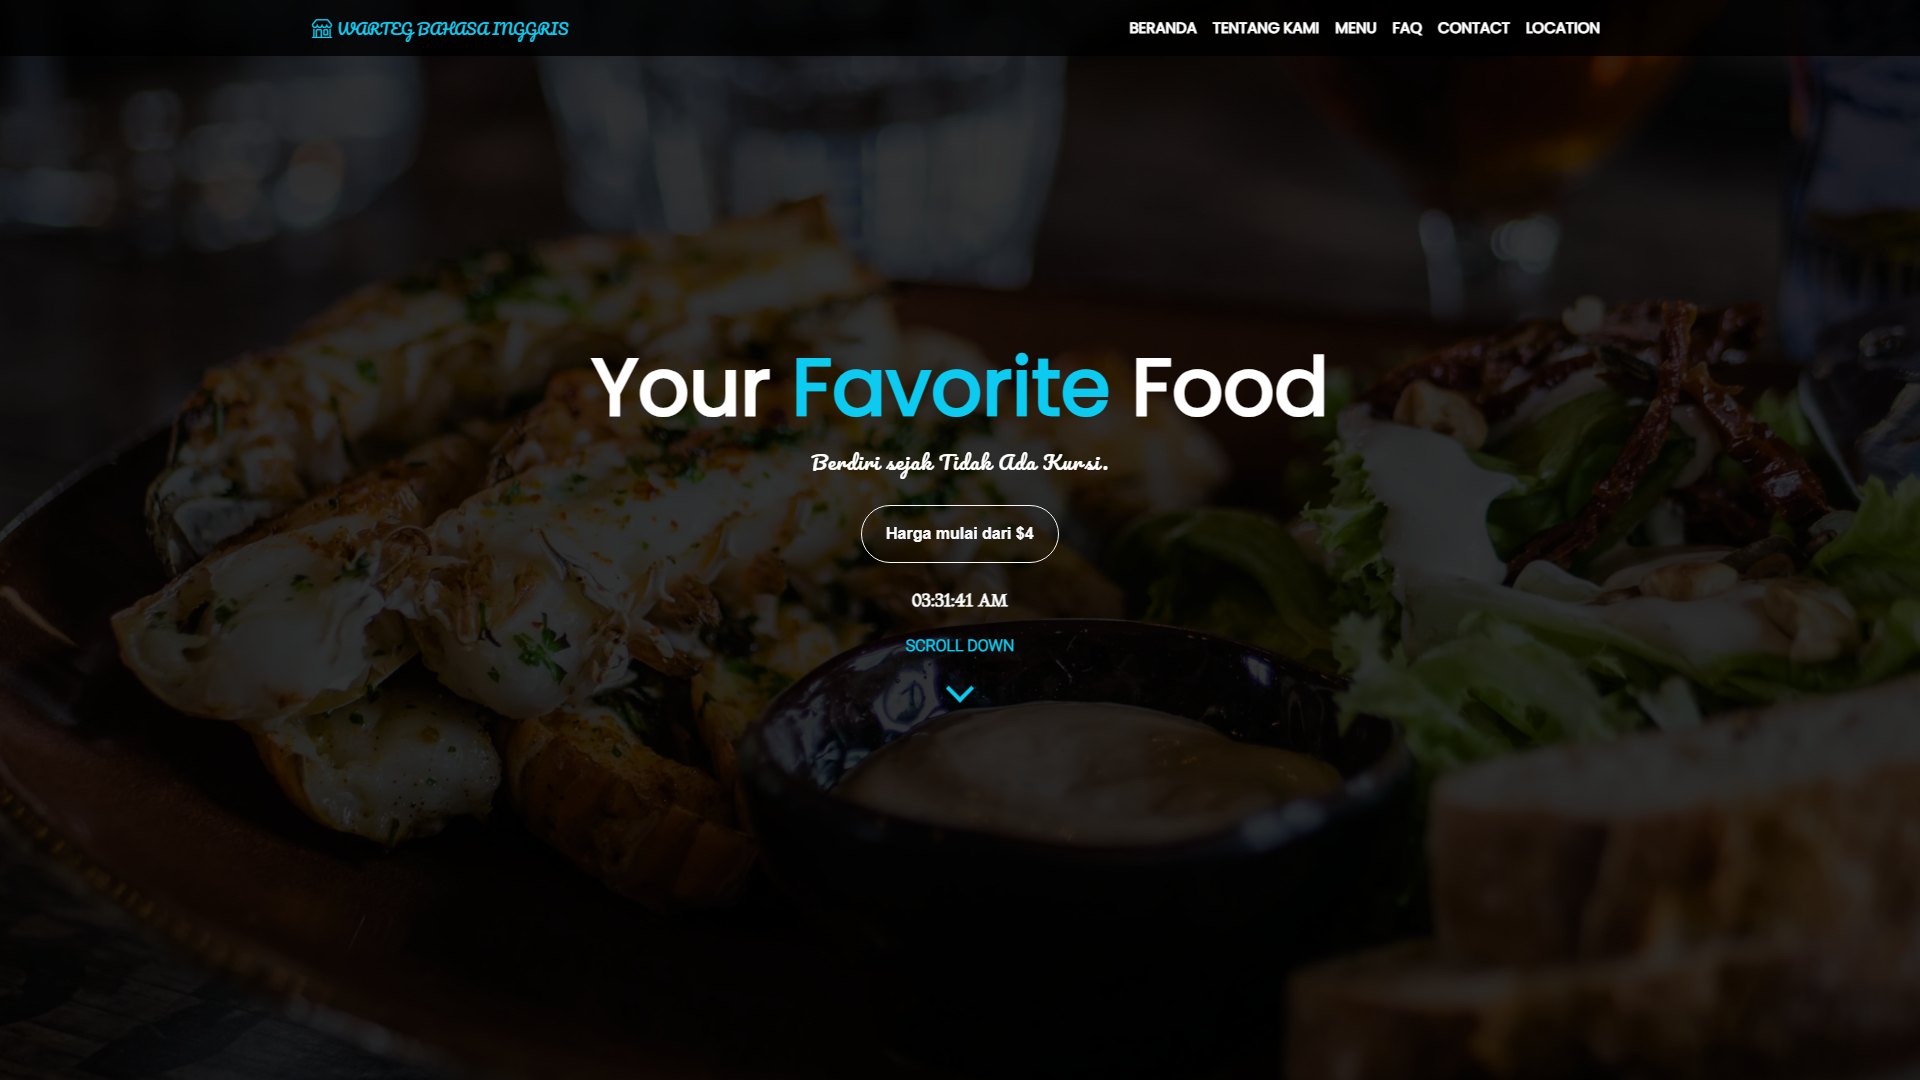 WARTEG BAHASA INGGRIS
BERANDA TENTANG KAMI MENU FAQ CONTACT LOCATION
Your Favorite Food
Berdiri sejak Tidak Ada Kursi.
Harga mulai dari $4
03:31:41 AM
SCROLL DOWN